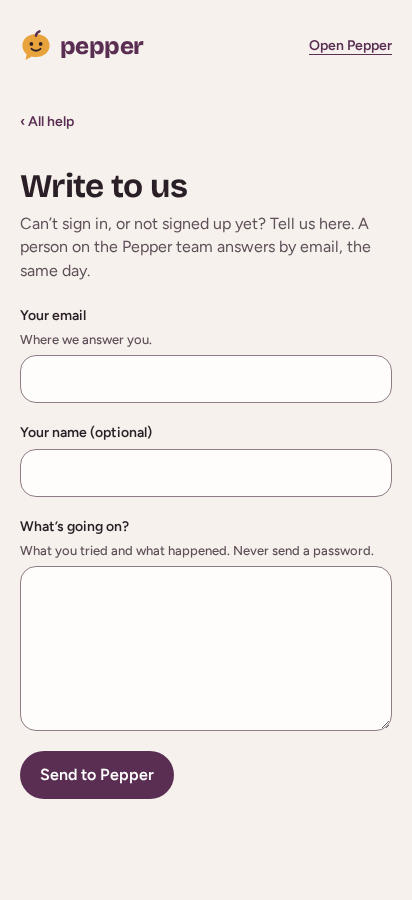 pepper
Open Pepper
‹ All help
Write to us
Can’t sign in, or not signed up yet? Tell us here. A
person on the Pepper team answers by email, the
same day.
Your email
Where we answer you.
Your name (optional)
What’s going on?
What you tried and what happened. Never send a password.
Send to Pepper